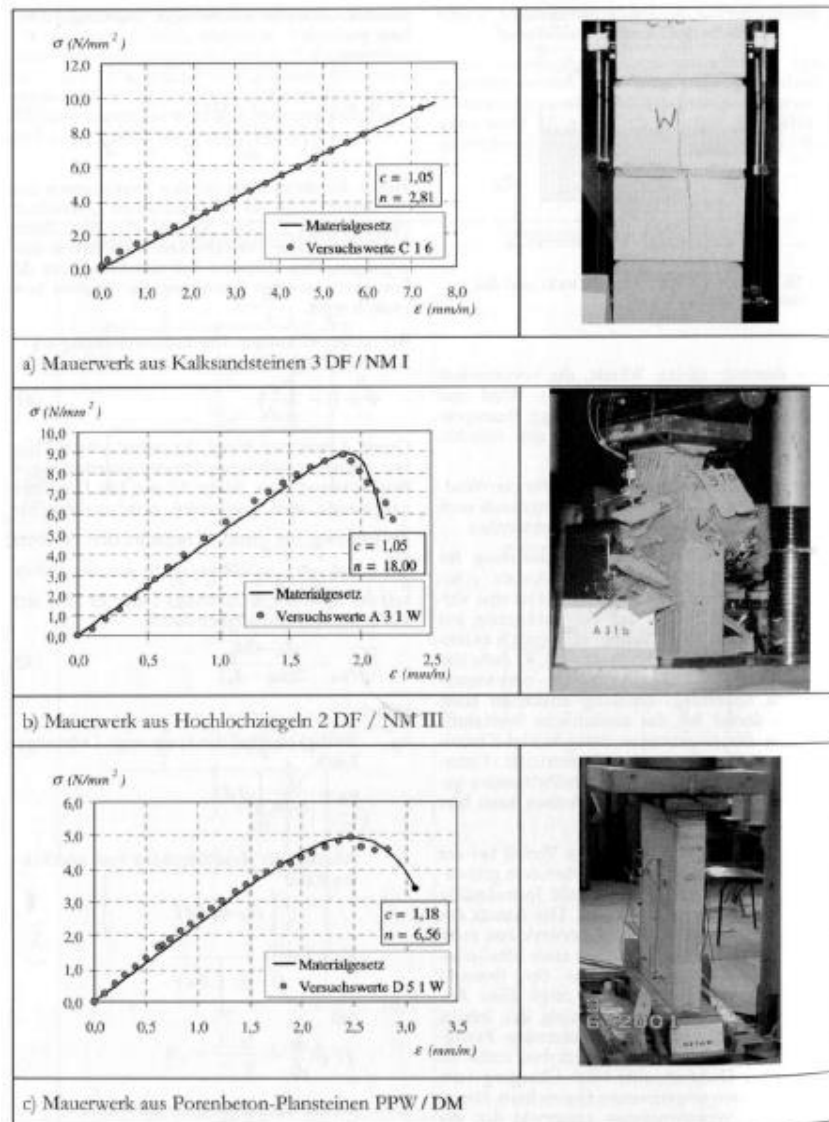 σ (N/mm²)
12,0
10,0
8,0
6,0
4,0
2,0
0,0
0,0 1,0 2,0 3,0 4,0 5,0 6,0 7,0 8,0
ε (mm/m)
c = 1,05
n = 2,81
Materialgesetz
Versuchswerte C 1 6
W
a) Mauerwerk aus Kalksandsteinen 3 DF / NM I
σ (N/mm²)
10,0
9,0
8,0
7,0
6,0
5,0
4,0
3,0
2,0
1,0
0,0
0,0 0,5 1,0 1,5 2,0 2,5
ε (mm/m)
c = 1,05
n = 18,00
Materialgesetz
Versuchswerte A 3 1 W
b) Mauerwerk aus Hochlochziegeln 2 DF / NM III
σ (N/mm²)
6,0
5,0
4,0
3,0
2,0
1,0
0,0
0,0 0,5 1,0 1,5 2,0 2,5 3,0 3,5
ε (mm/m)
c = 1,18
n = 6,56
Materialgesetz
Versuchswerte D 5 1 W
c) Mauerwerk aus Porenbeton-Plansteinen PPW / DM